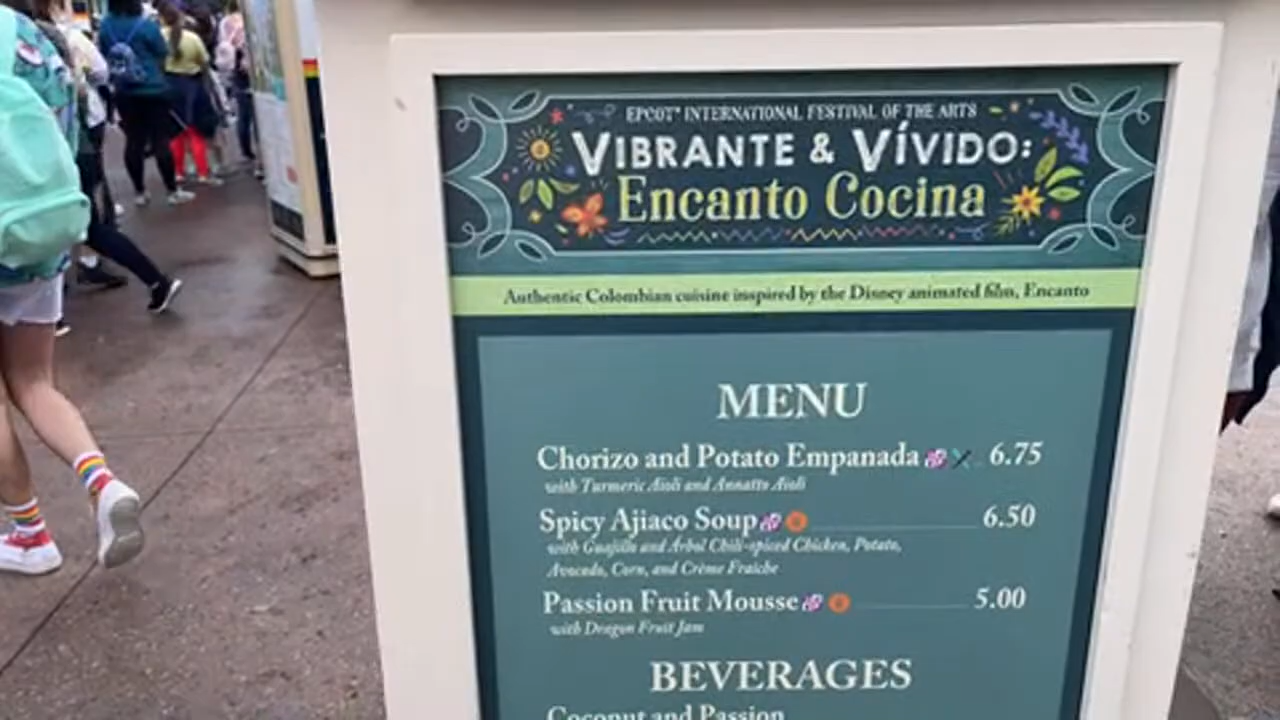 EPCOT® INTERNATIONAL FESTIVAL OF THE ARTS
VIBRANTE & VÍVIDO:
Encanto Cocina
Authentic Colombian cuisine inspired by the Disney animated film, Encanto
MENU
Chorizo and Potato Empanada 6.75
with Turmeric Aioli and Annatto Aioli
Spicy Ajiaco Soup 6.50
with Guajillo and Árbol Chili-spiced Chicken, Potato,
Avocado, Corn, and Crème Fraîche
Passion Fruit Mousse 5.00
with Dragon Fruit Jam
BEVERAGES
Coconut and Passion